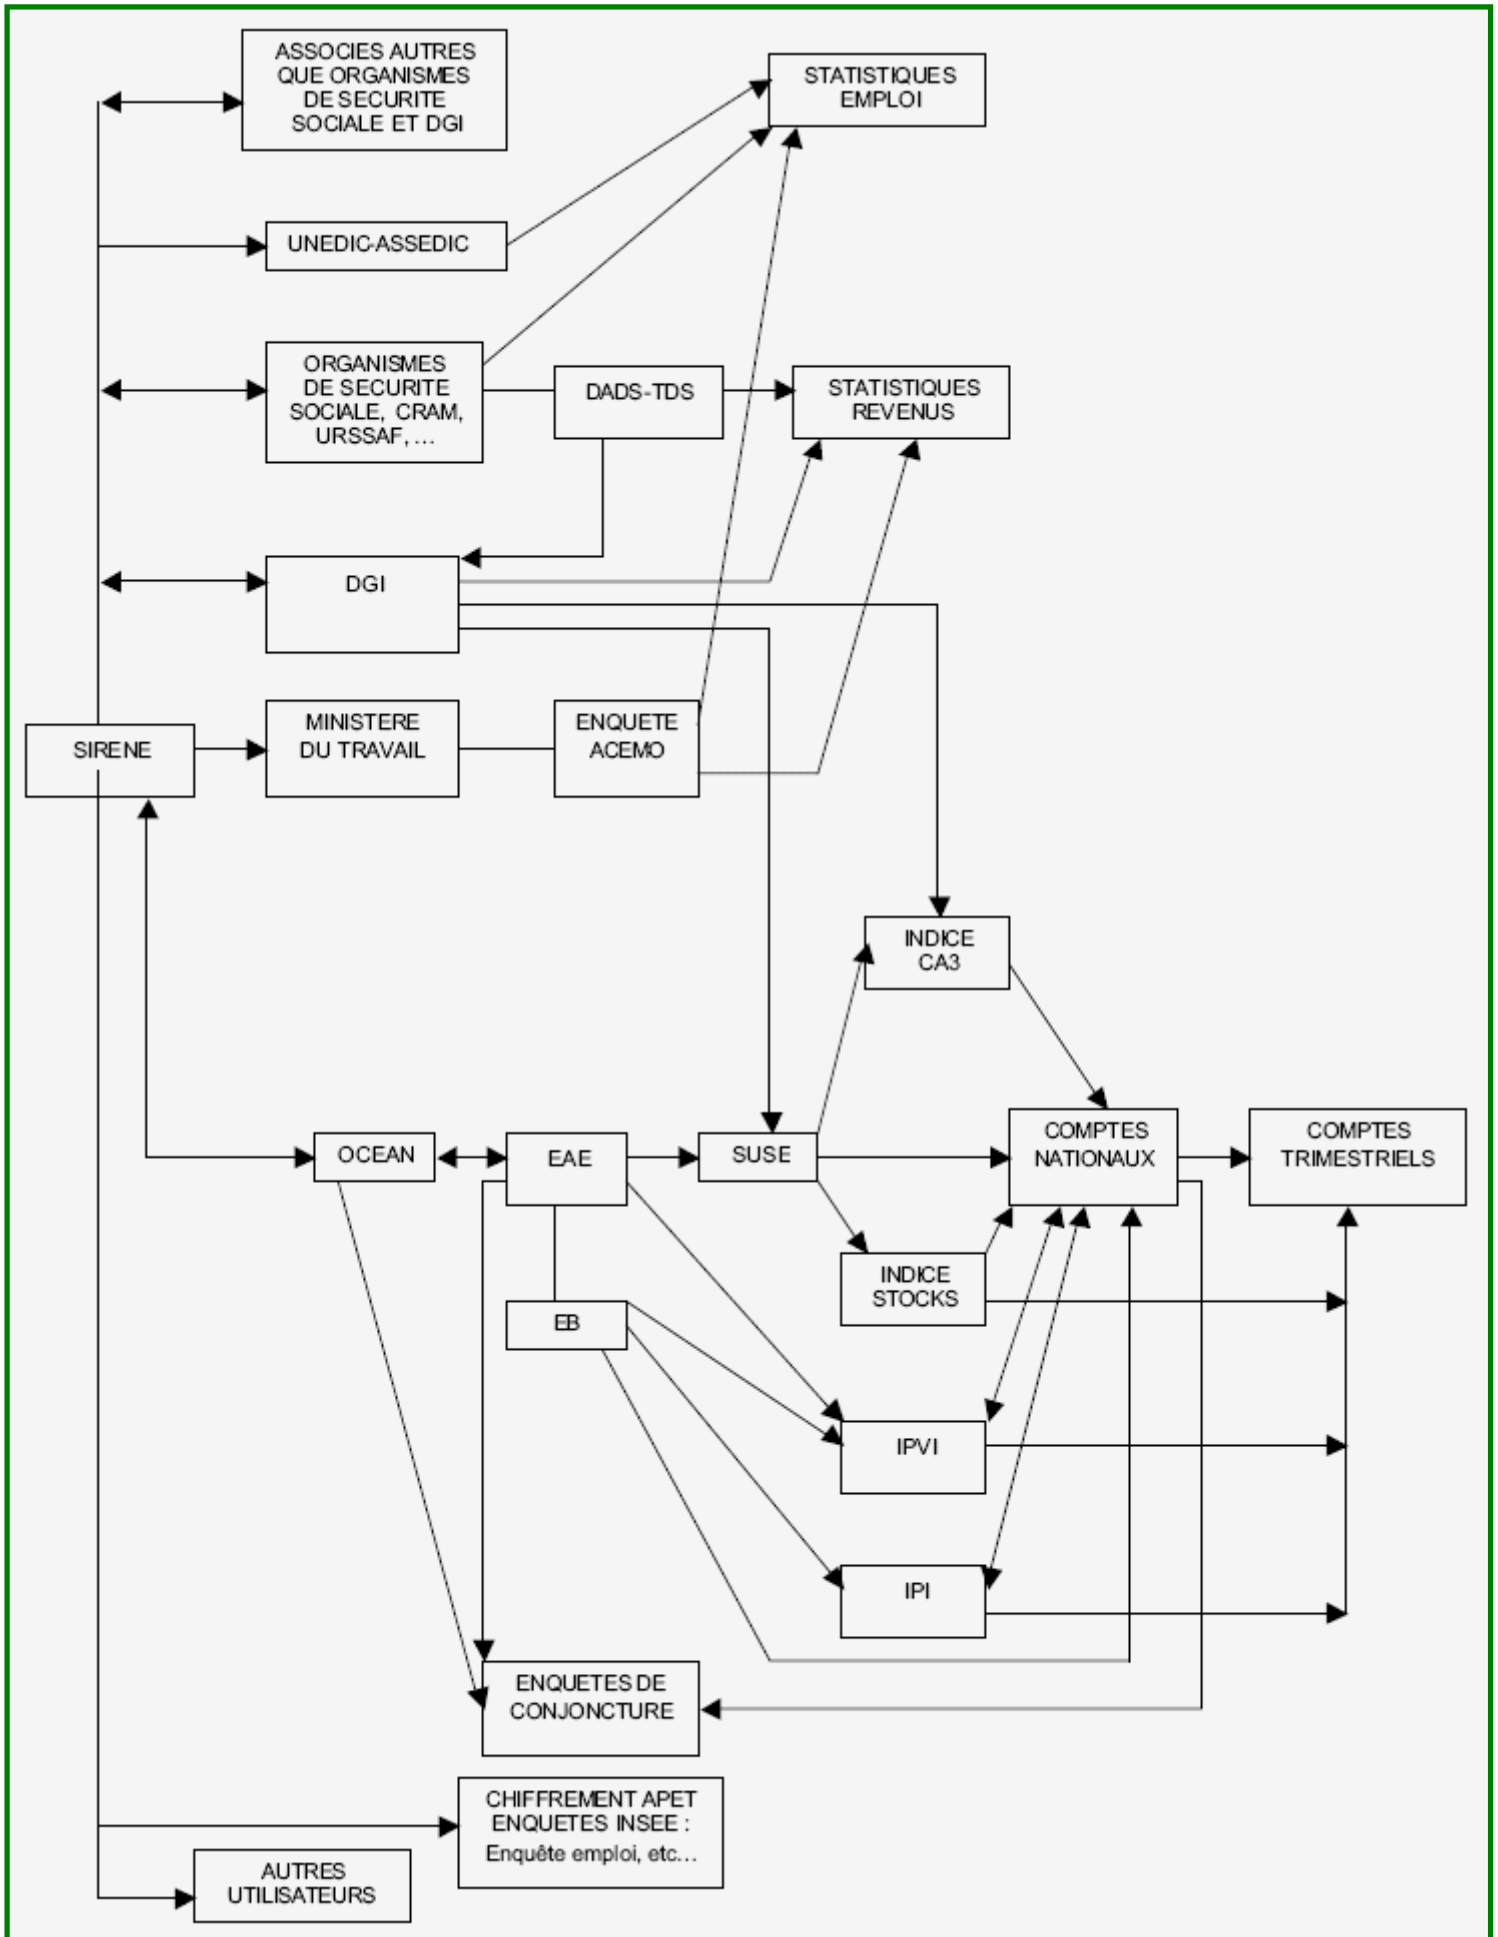 ASSOCIES AUTRES
QUE ORGANISMES
DE SECURITE
SOCIALE ET DGI
STATISTIQUES
EMPLOI
UNEDIC-ASSEDIC
ORGANISMES
DE SECURITE
SOCIALE, CRAM,
URSSAF, ...
DADS-TDS
STATISTIQUES
REVENUS
DGI
SIRENE
MINISTERE
DU TRAVAIL
ENQUETE
ACEMO
INDICE
CA3
OCEAN
EAE
SUSE
COMPTES
NATIONAUX
COMPTES
TRIMESTRIELS
INDICE
STOCKS
EB
IPVI
IPI
ENQUETES DE
CONJONCTURE
CHIFFREMENT APET
ENQUETES INSEE :
Enquête emploi, etc...
AUTRES
UTILISATEURS